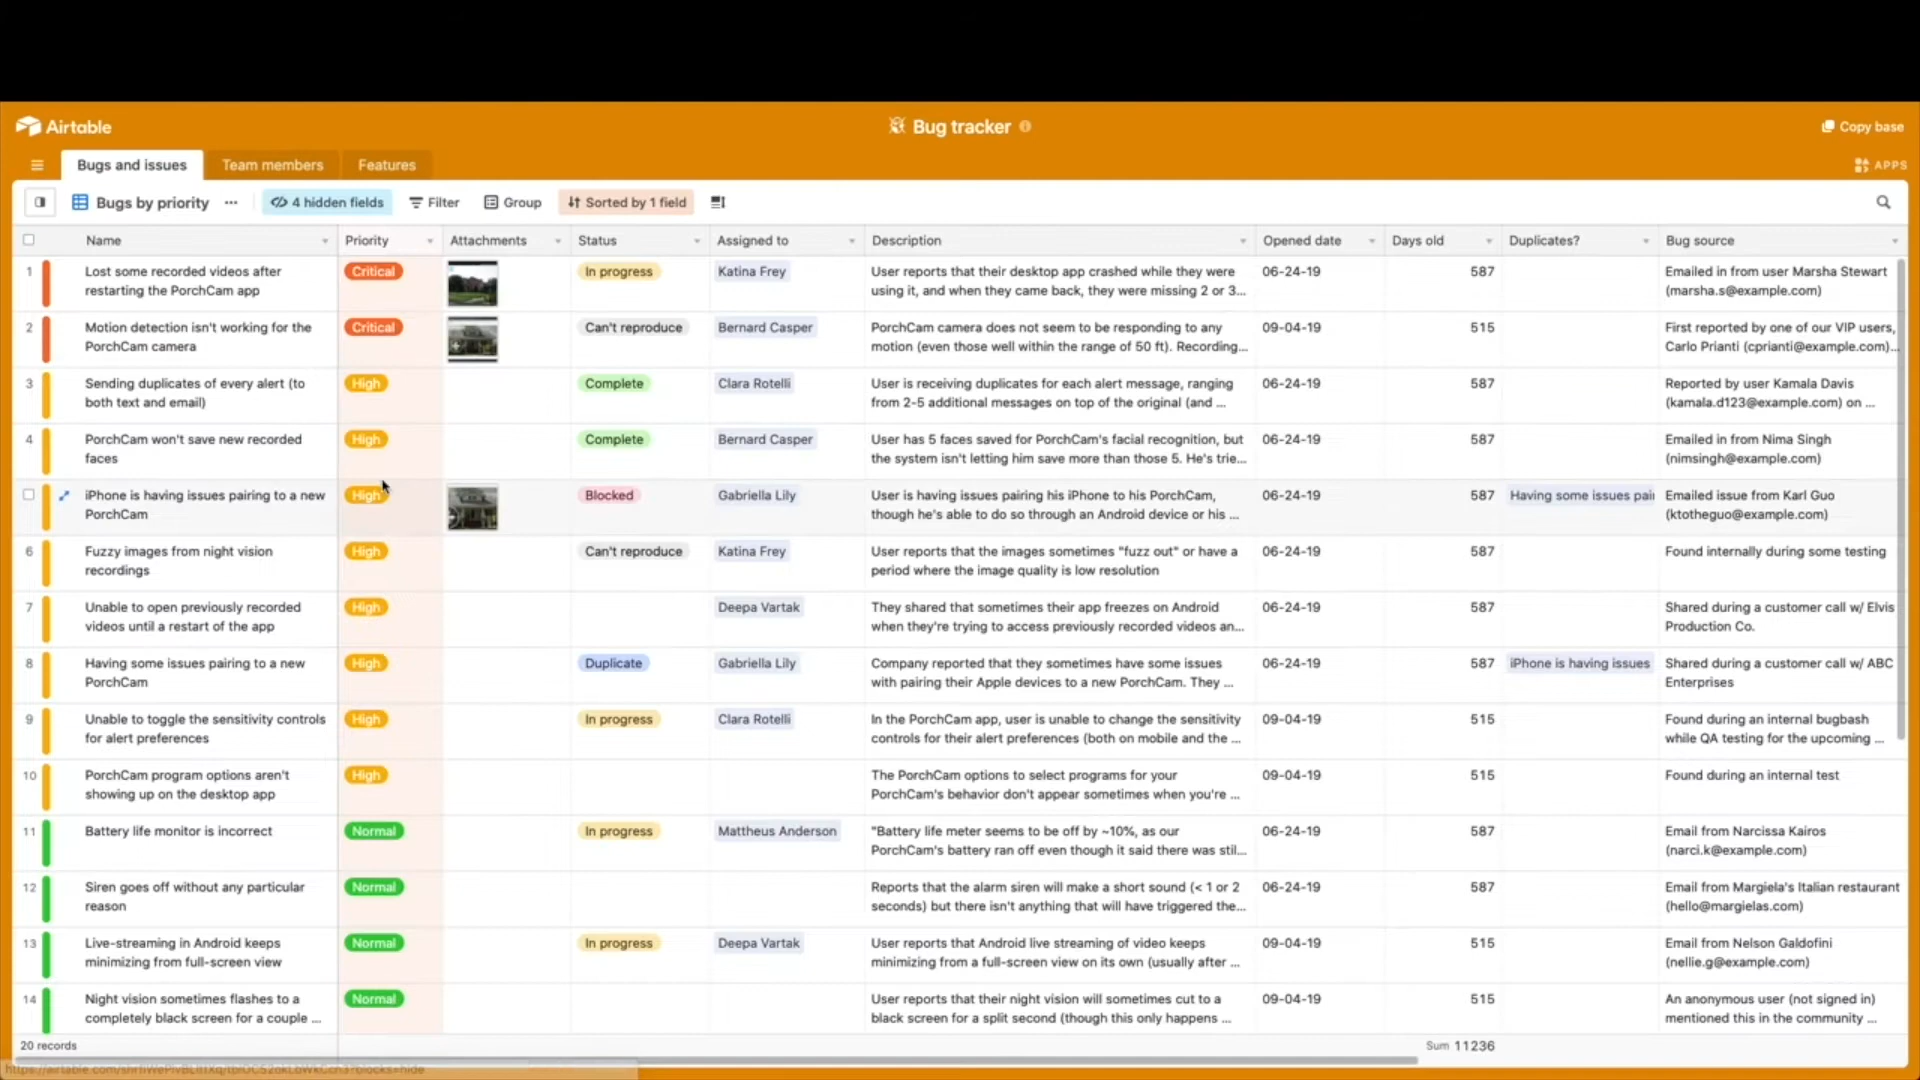 Airtable
Bug tracker
Copy base
Bugs and issues
Team members
Features
APPS
Bugs by priority
4 hidden fields
Filter
Group
Sorted by 1 field
Name
Priority
Attachments
Status
Assigned to
Description
Opened date
Days old
Duplicates?
Bug source
1
Lost some recorded videos after
restarting the PorchCam app
Critical
In progress
Katina Frey
User reports that their desktop app crashed while they were
using it, and when they came back, they were missing 2 or 3...
06-24-19
587
Emailed in from user Marsha Stewart
(marsha.s@example.com)
2
Motion detection isn't working for the
PorchCam camera
Critical
Can't reproduce
Bernard Casper
PorchCam camera does not seem to be responding to any
motion (even those well within the range of 50 ft). Recording...
09-04-19
515
First reported by one of our VIP users,
Carlo Prianti (cprianti@example.com)...
3
Sending duplicates of every alert (to
both text and email)
High
Complete
Clara Rotelli
User is receiving duplicates for each alert message, ranging
from 2-5 additional messages on top of the original (and ...
06-24-19
587
Reported by user Kamala Davis
(kamala.d123@example.com) on ...
4
PorchCam won't save new recorded
faces
High
Complete
Bernard Casper
User has 5 faces saved for PorchCam's facial recognition, but
the system isn't letting him save more than those 5. He's trie...
06-24-19
587
Emailed in from Nima Singh
(nimsingh@example.com)
iPhone is having issues pairing to a new
PorchCam
High
Blocked
Gabriella Lily
User is having issues pairing his iPhone to his PorchCam,
though he's able to do so through an Android device or his ...
06-24-19
587
Having some issues pair
Emailed issue from Karl Guo
(ktotheguo@example.com)
6
Fuzzy images from night vision
recordings
High
Can't reproduce
Katina Frey
User reports that the images sometimes "fuzz out" or have a
period where the image quality is low resolution
06-24-19
587
Found internally during some testing
7
Unable to open previously recorded
videos until a restart of the app
High
Deepa Vartak
They shared that sometimes their app freezes on Android
when they're trying to access previously recorded videos an...
06-24-19
587
Shared during a customer call w/ Elvis
Production Co.
8
Having some issues pairing to a new
PorchCam
High
Duplicate
Gabriella Lily
Company reported that they sometimes have some issues
with pairing their Apple devices to a new PorchCam. They ...
06-24-19
587
iPhone is having issues
Shared during a customer call w/ ABC
Enterprises
9
Unable to toggle the sensitivity controls
for alert preferences
High
In progress
Clara Rotelli
In the PorchCam app, user is unable to change the sensitivity
controls for their alert preferences (both on mobile and the ...
09-04-19
515
Found during an internal bugbash
while QA testing for the upcoming ...
10
PorchCam program options aren't
showing up on the desktop app
High
The PorchCam options to select programs for your
PorchCam's behavior don't appear sometimes when you're ...
09-04-19
515
Found during an internal test
11
Battery life monitor is incorrect
Normal
In progress
Mattheus Anderson
"Battery life meter seems to be off by ~10%, as our
PorchCam's battery ran off even though it said there was stil...
06-24-19
587
Email from Narcissa Kairos
(narci.k@example.com)
12
Siren goes off without any particular
reason
Normal
Reports that the alarm siren will make a short sound (< 1 or 2
seconds) but there isn't anything that will have triggered the...
06-24-19
587
Email from Margiela's Italian restaurant
(hello@margielas.com)
13
Live-streaming in Android keeps
minimizing from full-screen view
Normal
In progress
Deepa Vartak
User reports that Android live streaming of video keeps
minimizing from a full-screen view on its own (usually after ...
09-04-19
515
Email from Nelson Galdofini
(nellie.g@example.com)
14
Night vision sometimes flashes to a
completely black screen for a couple ...
Normal
User reports that their night vision will sometimes cut to a
black screen for a split second (though this only happens ...
09-04-19
515
An anonymous user (not signed in)
mentioned this in the community ...
20 records
Sum 11236